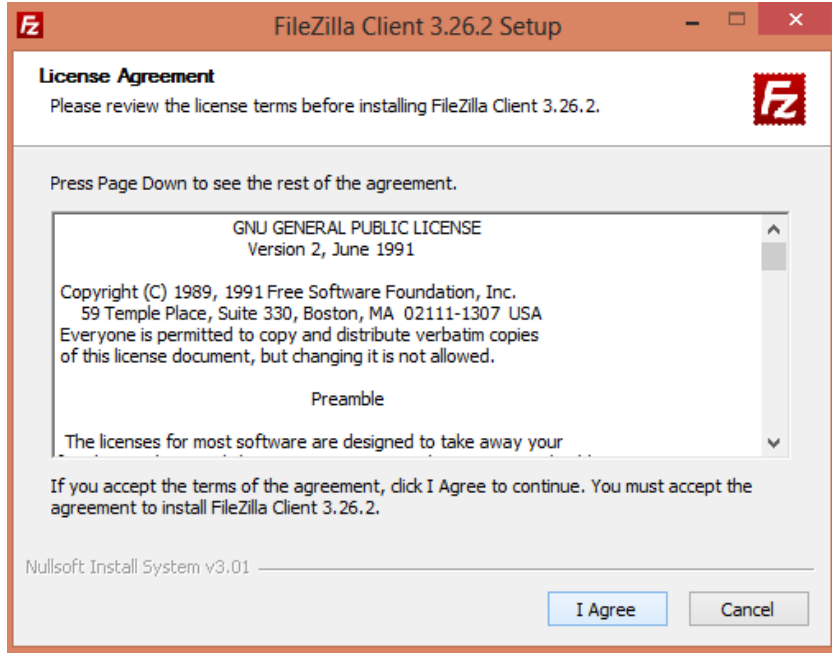 Fz
FileZilla Client 3.26.2 Setup
License Agreement
Please review the license terms before installing FileZilla Client 3.26.2.
Fz
Press Page Down to see the rest of the agreement.
GNU GENERAL PUBLIC LICENSE
Version 2, June 1991
Copyright (C) 1989, 1991 Free Software Foundation, Inc.
59 Temple Place, Suite 330, Boston, MA 02111-1307 USA
Everyone is permitted to copy and distribute verbatim copies
of this license document, but changing it is not allowed.
Preamble
The licenses for most software are designed to take away your
If you accept the terms of the agreement, click I Agree to continue. You must accept the
agreement to install FileZilla Client 3.26.2.
Nullsoft Install System v3.01
I Agree
Cancel